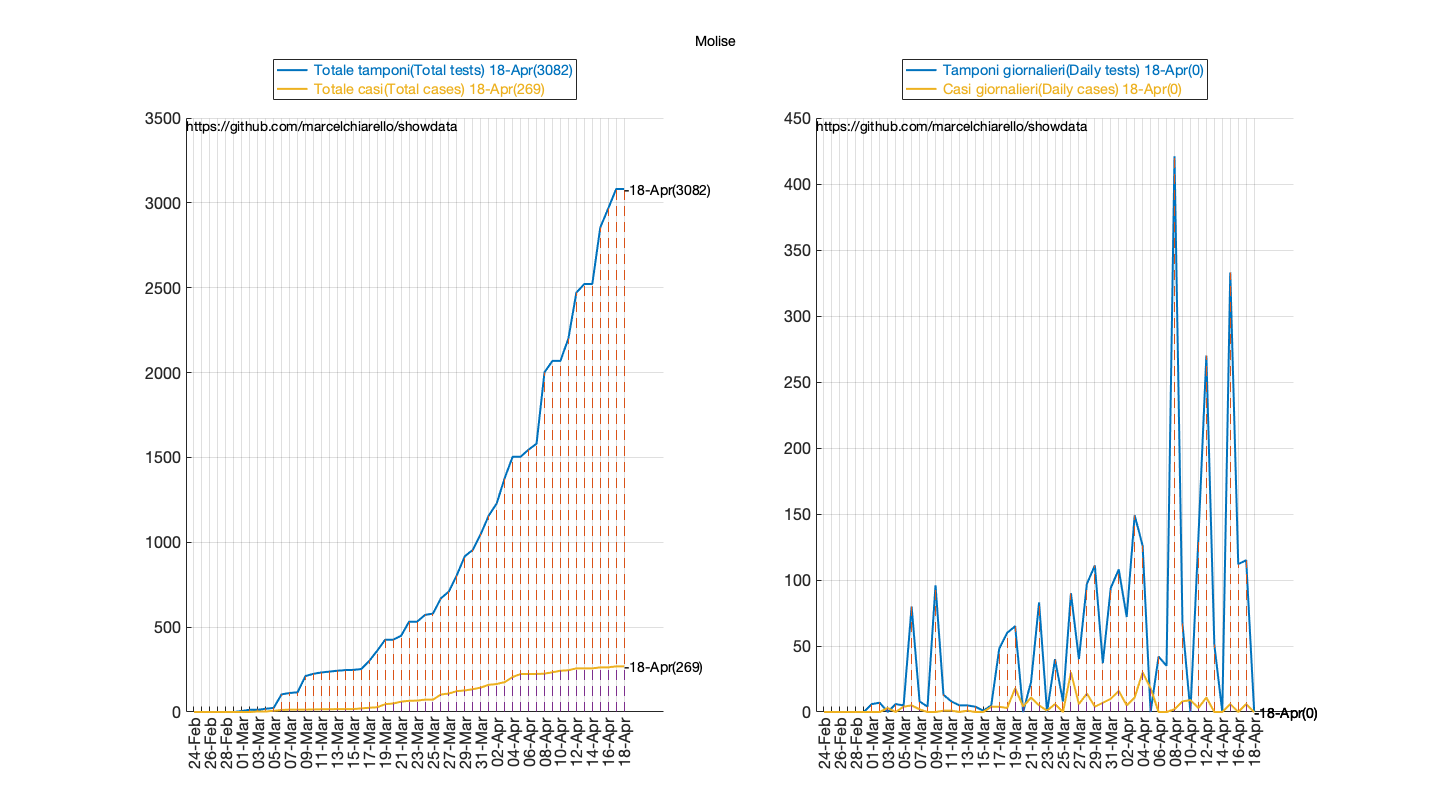 Molise
Totale tamponi(Total tests) 18-Apr(3082)
Totale casi(Total cases) 18-Apr(269)
https://github.com/marcelchiarello/showdata
3500
3000
2500
2000
1500
1000
500
0
18-Apr(3082)
18-Apr(269)
24-Feb
26-Feb
28-Feb
01-Mar
03-Mar
05-Mar
07-Mar
09-Mar
11-Mar
13-Mar
15-Mar
17-Mar
19-Mar
21-Mar
23-Mar
25-Mar
27-Mar
29-Mar
31-Mar
02-Apr
04-Apr
06-Apr
08-Apr
10-Apr
12-Apr
14-Apr
16-Apr
18-Apr
Tamponi giornalieri(Daily tests) 18-Apr(0)
Casi giornalieri(Daily cases) 18-Apr(0)
https://github.com/marcelchiarello/showdata
450
400
350
300
250
200
150
100
50
0
18-Apr(0)
24-Feb
26-Feb
28-Feb
01-Mar
03-Mar
05-Mar
07-Mar
09-Mar
11-Mar
13-Mar
15-Mar
17-Mar
19-Mar
21-Mar
23-Mar
25-Mar
27-Mar
29-Mar
31-Mar
02-Apr
04-Apr
06-Apr
08-Apr
10-Apr
12-Apr
14-Apr
16-Apr
18-Apr